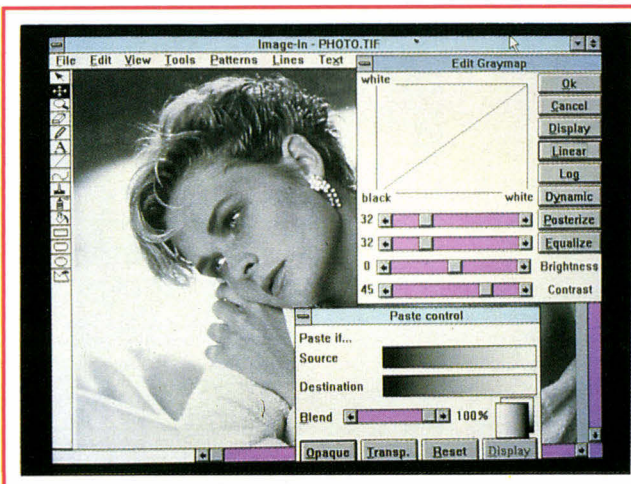 Image-In - PHOTO.TIF
File Edit View Tools Patterns Lines Text
Edit Graymap
white
black white
32
32
0 Brightness
45 Contrast
Ok
Cancel
Display
Linear
Log
Dynamic
Posterize
Equalize
A
Paste control
Paste if...
Source
Destination
Blend 100%
Opaque Transp. Reset Display